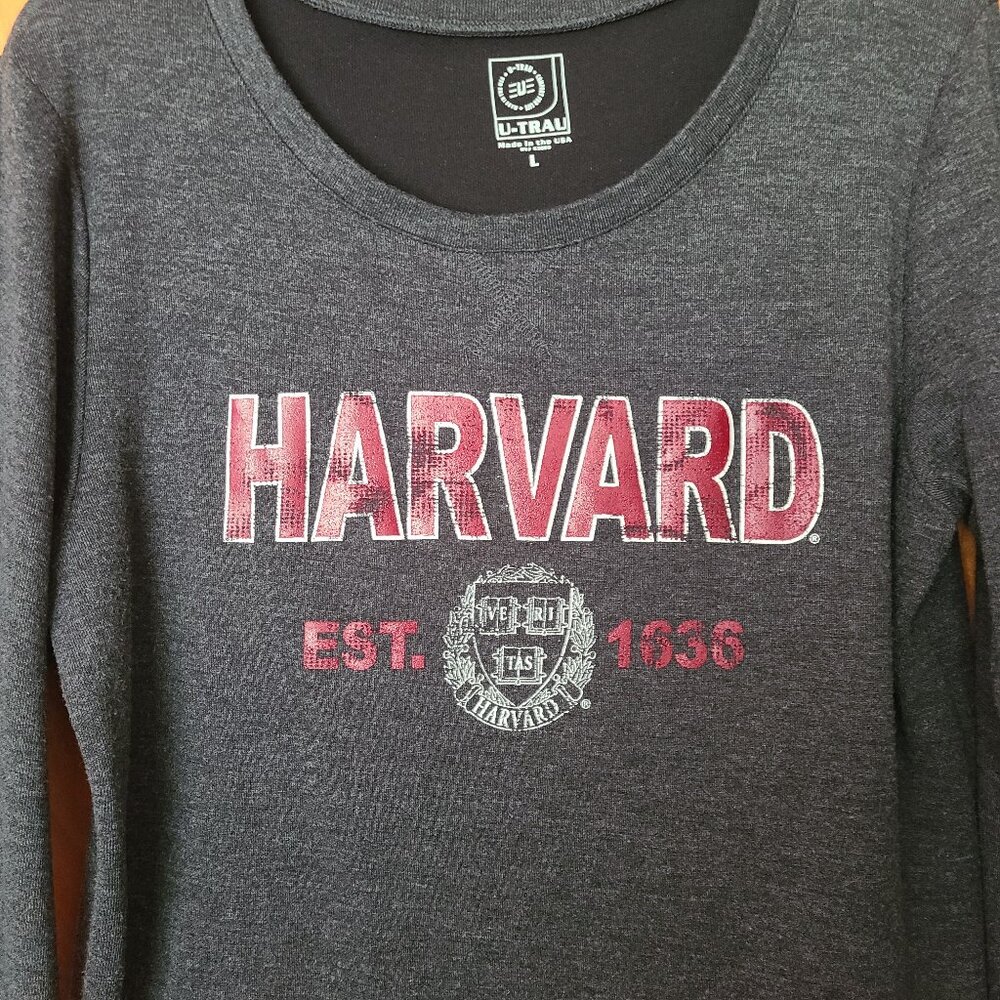 U-TRAU
Made in the USA
L
HARVARD®
EST. 1636
VE RI
TAS
HARVARD®